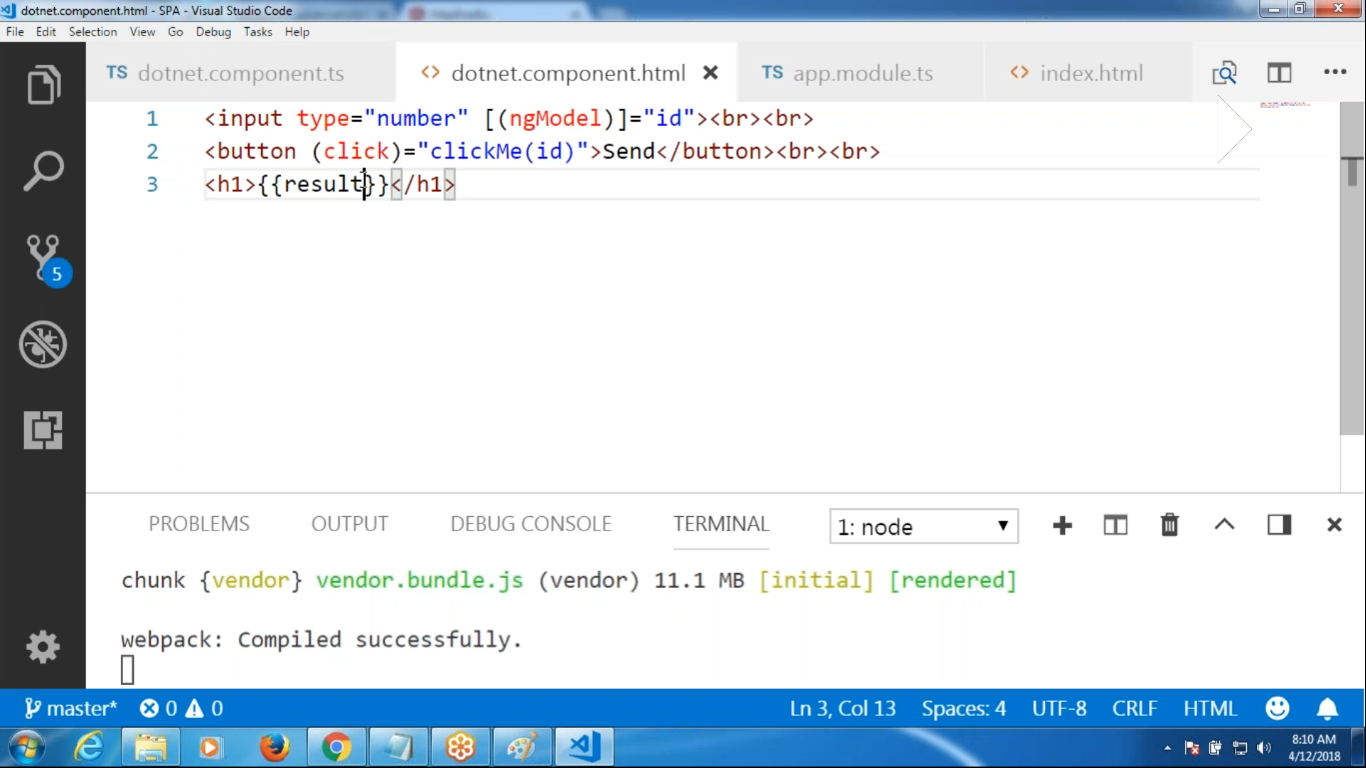 dotnet.component.html - SPA - Visual Studio Code
File Edit Selection View Go Debug Tasks Help
TS dotnet.component.ts <> dotnet.component.html TS app.module.ts <> index.html
1 <input type="number" [(ngModel)]="id"><br><br>
2 <button (click)="clickMe(id)">Send</button><br><br>
3 <h1>{{result}}</h1>
5
PROBLEMS OUTPUT DEBUG CONSOLE TERMINAL 1: node
chunk {vendor} vendor.bundle.js (vendor) 11.1 MB [initial] [rendered]
webpack: Compiled successfully.
master* 0 0 Ln 3, Col 13 Spaces: 4 UTF-8 CRLF HTML
8:10 AM
4/12/2018